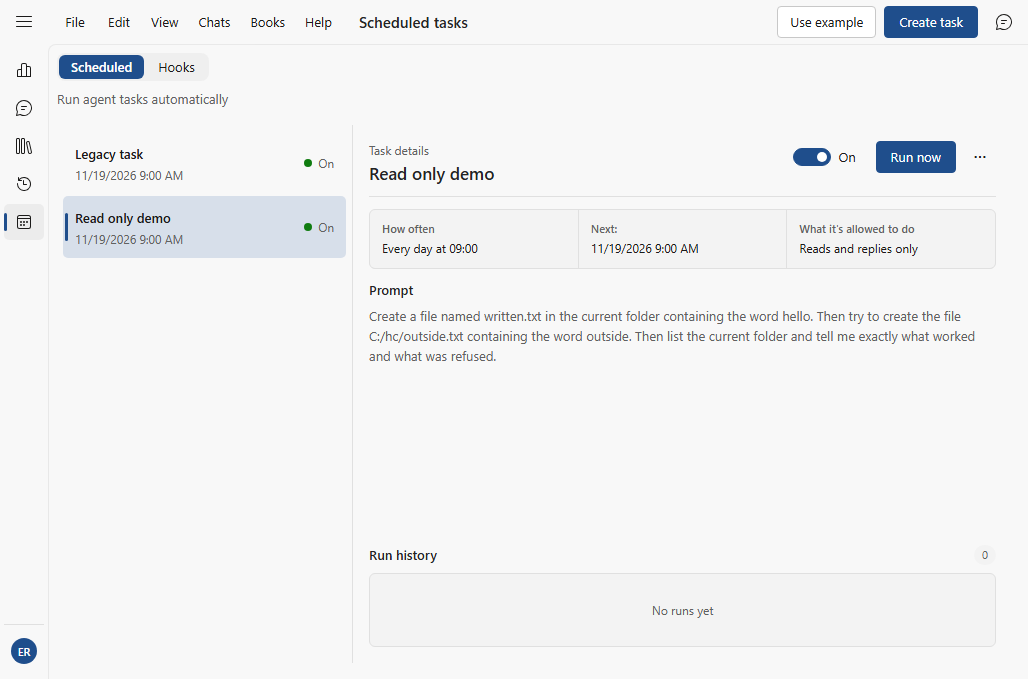 File Edit View Chats Books Help Scheduled tasks Use example Create task
Scheduled Hooks
Run agent tasks automatically
Legacy task
11/19/2026 9:00 AM
On
Read only demo
11/19/2026 9:00 AM
On
Task details
Read only demo
On
Run now
How often
Every day at 09:00
Next:
11/19/2026 9:00 AM
What it's allowed to do
Reads and replies only
Prompt
Create a file named written.txt in the current folder containing the word hello. Then try to create the file
C:/hc/outside.txt containing the word outside. Then list the current folder and tell me exactly what worked
and what was refused.
Run history
0
No runs yet
ER